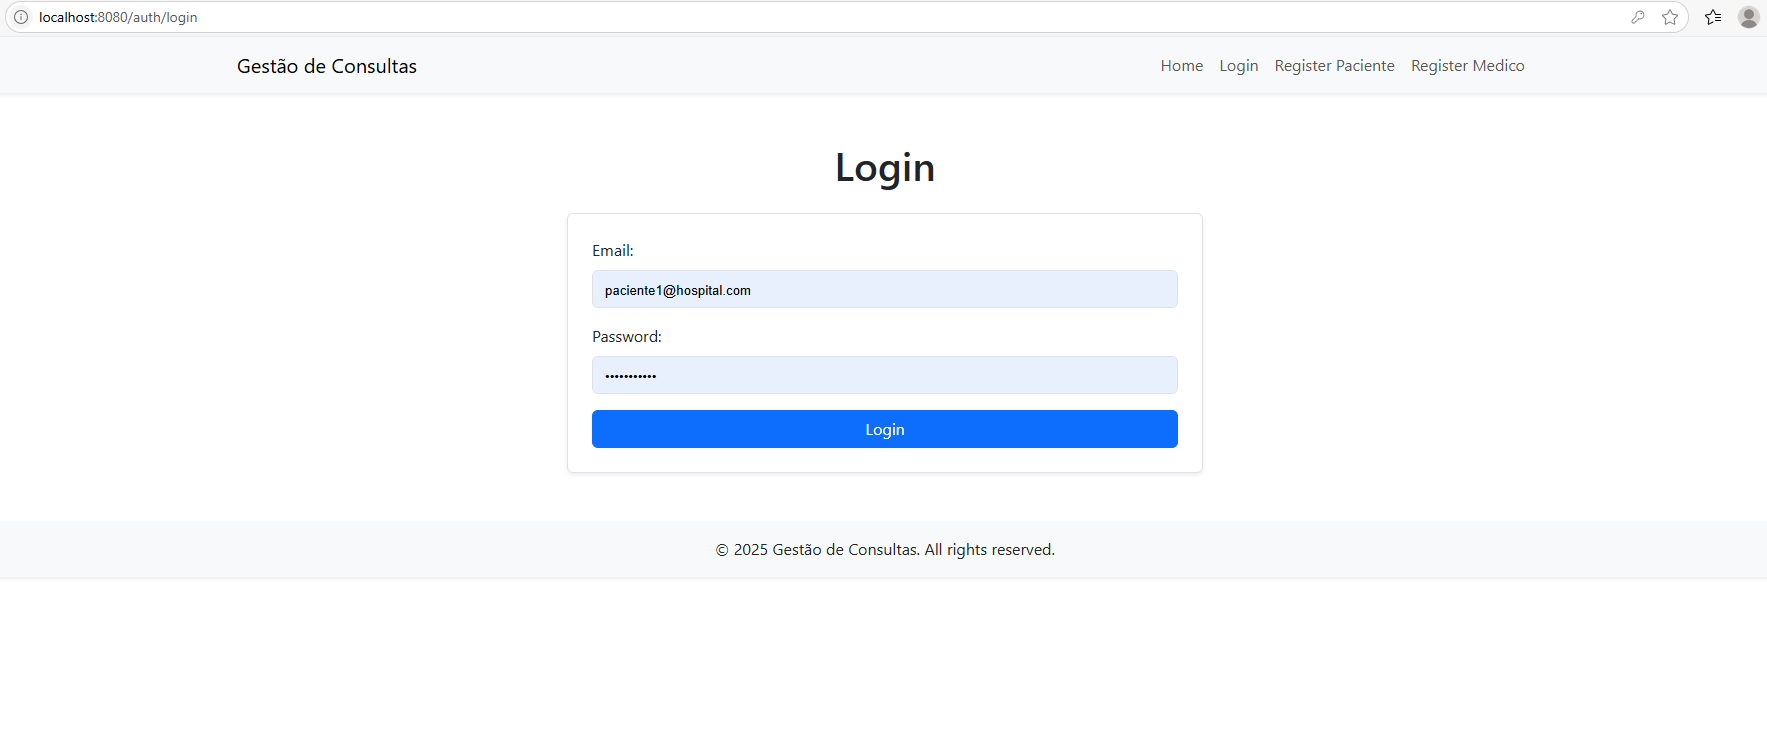 localhost:8080/auth/login
Gestão de Consultas
Home Login Register Paciente Register Medico
Login
Email:
paciente1@hospital.com
Password:
•••••••••••
Login
© 2025 Gestão de Consultas. All rights reserved.